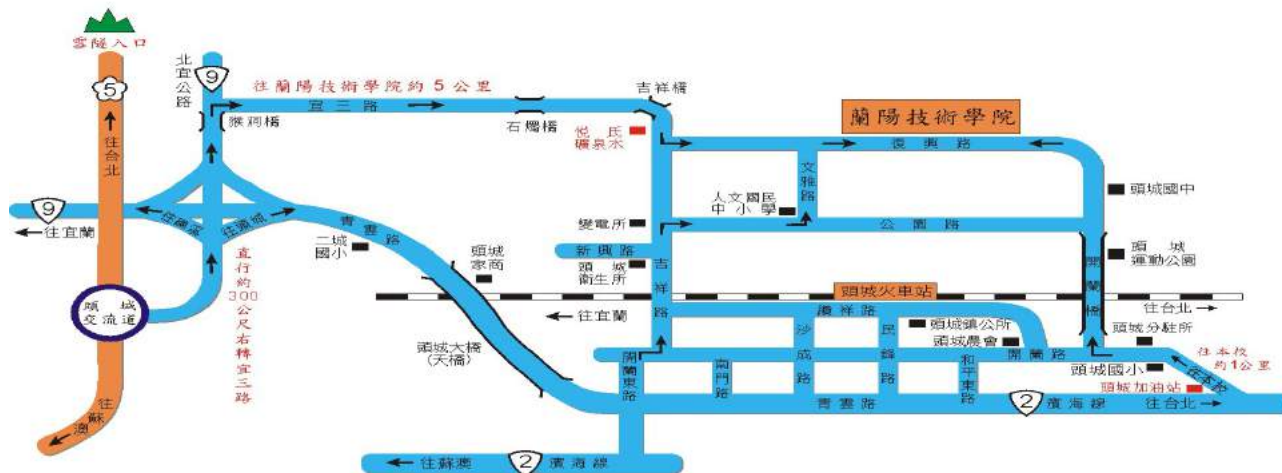 雪隧入口
5
往台北
北宜公路
9
往蘭陽技術學院約 5 公里
宜三路
猴洞橋
石燭橋
吉祥橋
悅氏
礦泉水
蘭陽技術學院
復興路
文雅路
人文國民
中小學
頭城國中
9
往宜蘭
往礁溪
往頭城
青雲路
二城
國小
頭城
家商
變電所
新興路
頭城
衛生所
吉祥路
公園路
頭城
運動公園
開蘭橋
直行約300公尺右轉宜三路
頭城
交流道
往蘇澳
頭城火車站
往宜蘭
往台北
順祥路
頭城鎮公所
頭城農會
頭城分駐所
頭城大橋
(天橋)
開蘭東路
南門路
沙成路
民鋒路
和平東路
開蘭路
頭城國小
往本校
約1公里
往本校
頭城加油站
青雲路
2
濱海線
往台北
往蘇澳
2
濱海線